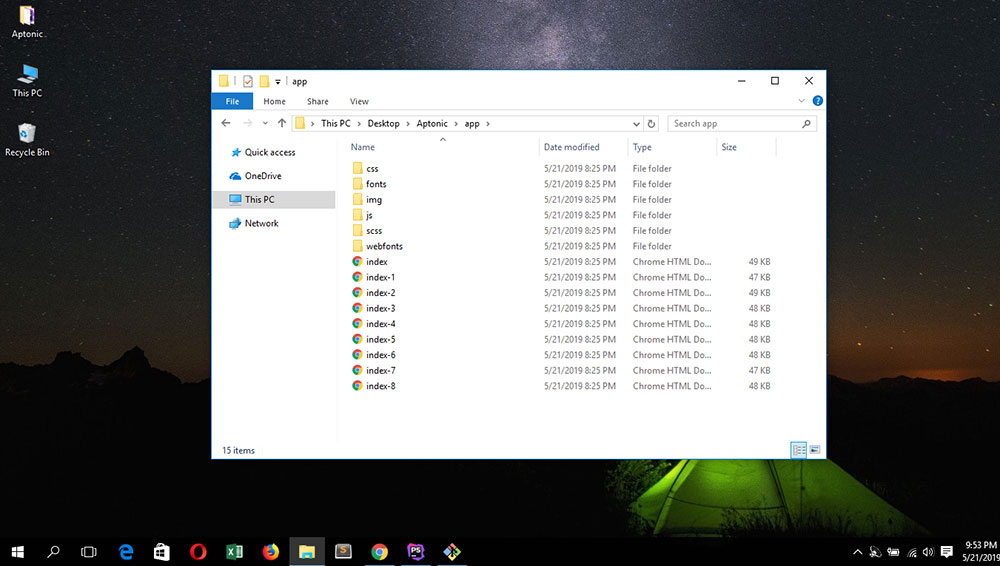 Aptonic
This PC
Recycle Bin
app
File Home Share View
This PC Desktop Aptonic app
Search app
Quick access
OneDrive
This PC
Network
Name Date modified Type Size
css 5/21/2019 8:25 PM File folder
fonts 5/21/2019 8:25 PM File folder
img 5/21/2019 8:25 PM File folder
js 5/21/2019 8:25 PM File folder
scss 5/21/2019 8:25 PM File folder
webfonts 5/21/2019 8:25 PM File folder
index 5/21/2019 8:25 PM Chrome HTML Do... 49 KB
index-1 5/21/2019 8:25 PM Chrome HTML Do... 47 KB
index-2 5/21/2019 8:25 PM Chrome HTML Do... 49 KB
index-3 5/21/2019 8:25 PM Chrome HTML Do... 48 KB
index-4 5/21/2019 8:25 PM Chrome HTML Do... 48 KB
index-5 5/21/2019 8:25 PM Chrome HTML Do... 48 KB
index-6 5/21/2019 8:25 PM Chrome HTML Do... 48 KB
index-7 5/21/2019 8:25 PM Chrome HTML Do... 47 KB
index-8 5/21/2019 8:25 PM Chrome HTML Do... 48 KB
15 items
PS
9:53 PM
5/21/2019